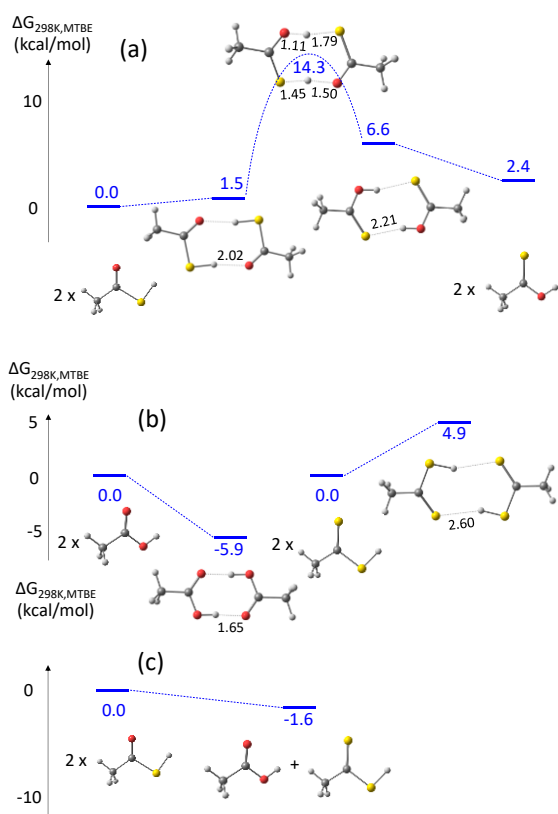 ΔG298K,MTBE
(kcal/mol)
(a)
1.11
1.79
14.3
1.45
1.50
10
6.6
0.0
1.5
2.4
0
2.02
2.21
2 x
2 x
ΔG298K,MTBE
(kcal/mol)
(b)
5
4.9
0
0.0
0.0
-5
2 x
-5.9
2 x
2.60
ΔG298K,MTBE
(kcal/mol)
1.65
(c)
0
0.0
-1.6
2 x
+
-10